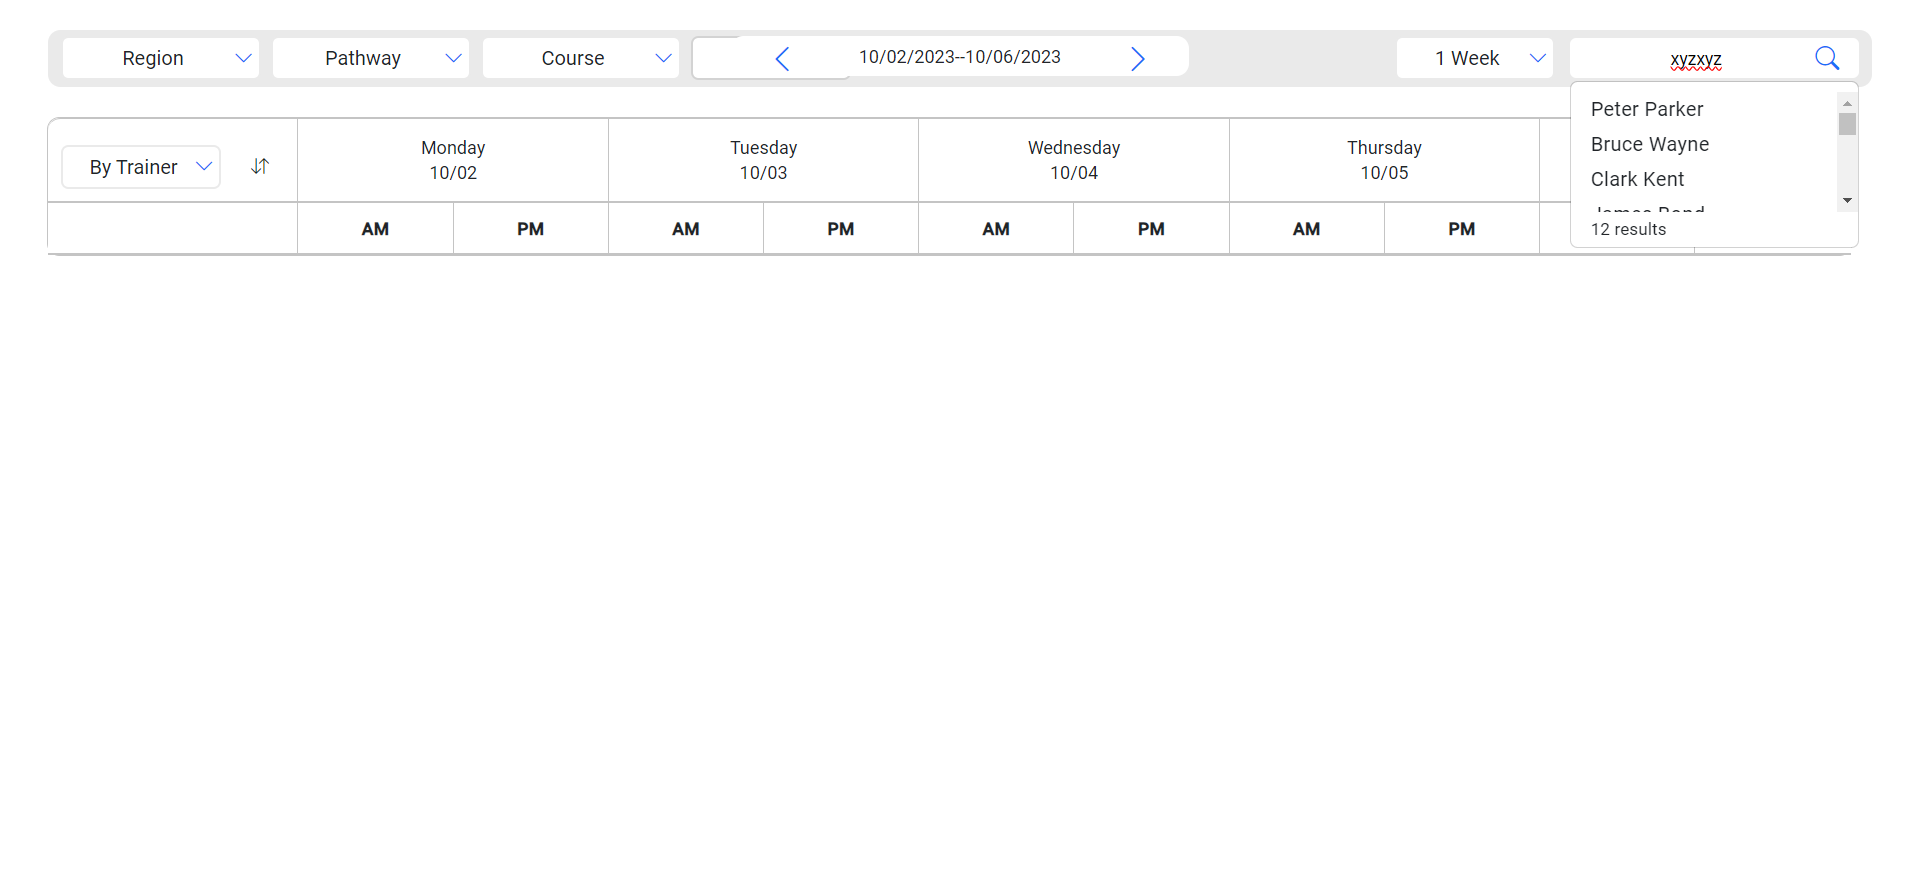 Region
Pathway
Course
10/02/2023--10/06/2023
1 Week
xyzxyz
Peter Parker
Bruce Wayne
Clark Kent
James Bond
12 results
By Trainer
Monday
10/02
Tuesday
10/03
Wednesday
10/04
Thursday
10/05
AM
PM
AM
PM
AM
PM
AM
PM